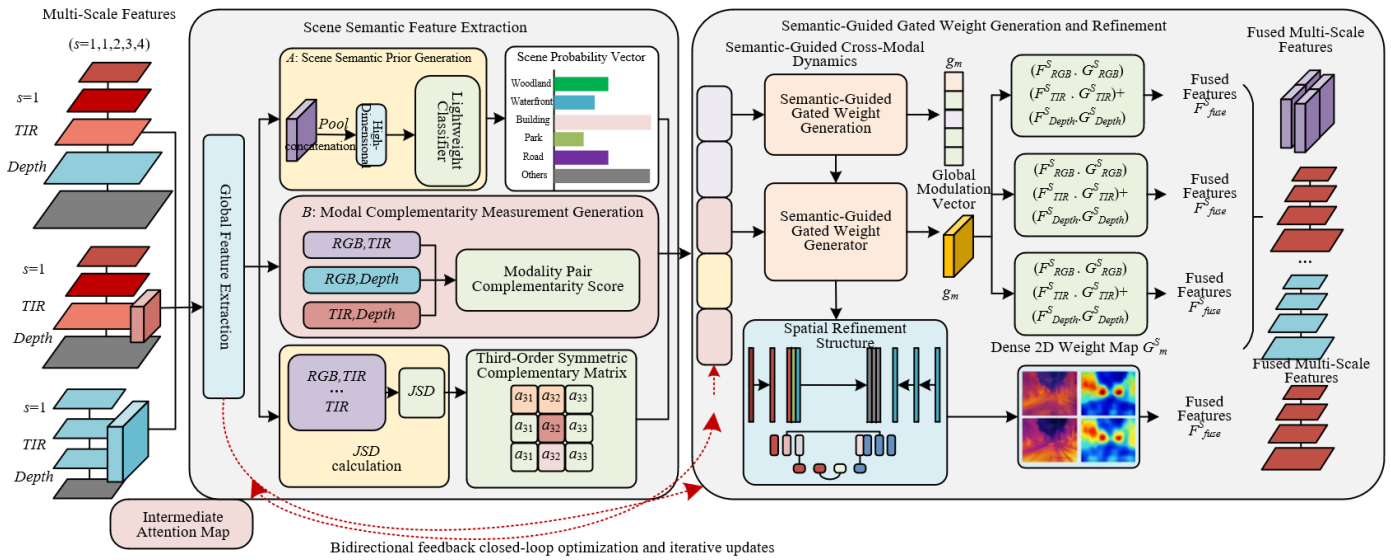 Multi-Scale Features
(s=1,1,2,3,4)
s=1
TIR
Depth
s=1
TIR
Depth
s=1
TIR
Depth
Intermediate
Attention Map
Global Feature Extraction
Scene Semantic Feature Extraction
A: Scene Semantic Prior Generation
Pool
concatenation
High-
Dimensional
Lightweight
Classifier
Scene Probability Vector
Woodland
Waterfront
Building
Park
Road
Others
B: Modal Complementarity Measurement Generation
RGB,TIR
RGB,Depth
TIR,Depth
Modality Pair
Complementarity Score
RGB,TIR
...
TIR
JSD
JSD
calculation
Third-Order Symmetric
Complementary Matrix
a31 a32 a33
a31 a32 a33
a31 a32 a33
Semantic-Guided Gated Weight Generation and Refinement
Semantic-Guided Cross-Modal
Dynamics
Semantic-Guided
Gated Weight
Generation
Semantic-Guided
Gated Weight
Generator
gm
Global
Modulation
Vector
gm
Spatial Refinement
Structure
(F^S_RGB . G^S_RGB)
(F^S_TIR . G^S_TIR)+
(F^S_Depth.G^S_Depth)
(F^S_RGB . G^S_RGB)
(F^S_TIR . G^S_TIR)+
(F^S_Depth.G^S_Depth)
(F^S_RGB . G^S_RGB)
(F^S_TIR . G^S_TIR)+
(F^S_Depth.G^S_Depth)
Dense 2D Weight Map G^S_m
Fused
Features
F^S_fuse
Fused
Features
F^S_fuse
Fused
Features
F^S_fuse
Fused
Features
F^S_fuse
Fused Multi-Scale
Features
...
Fused Multi-Scale
Features
Bidirectional feedback closed-loop optimization and iterative updates